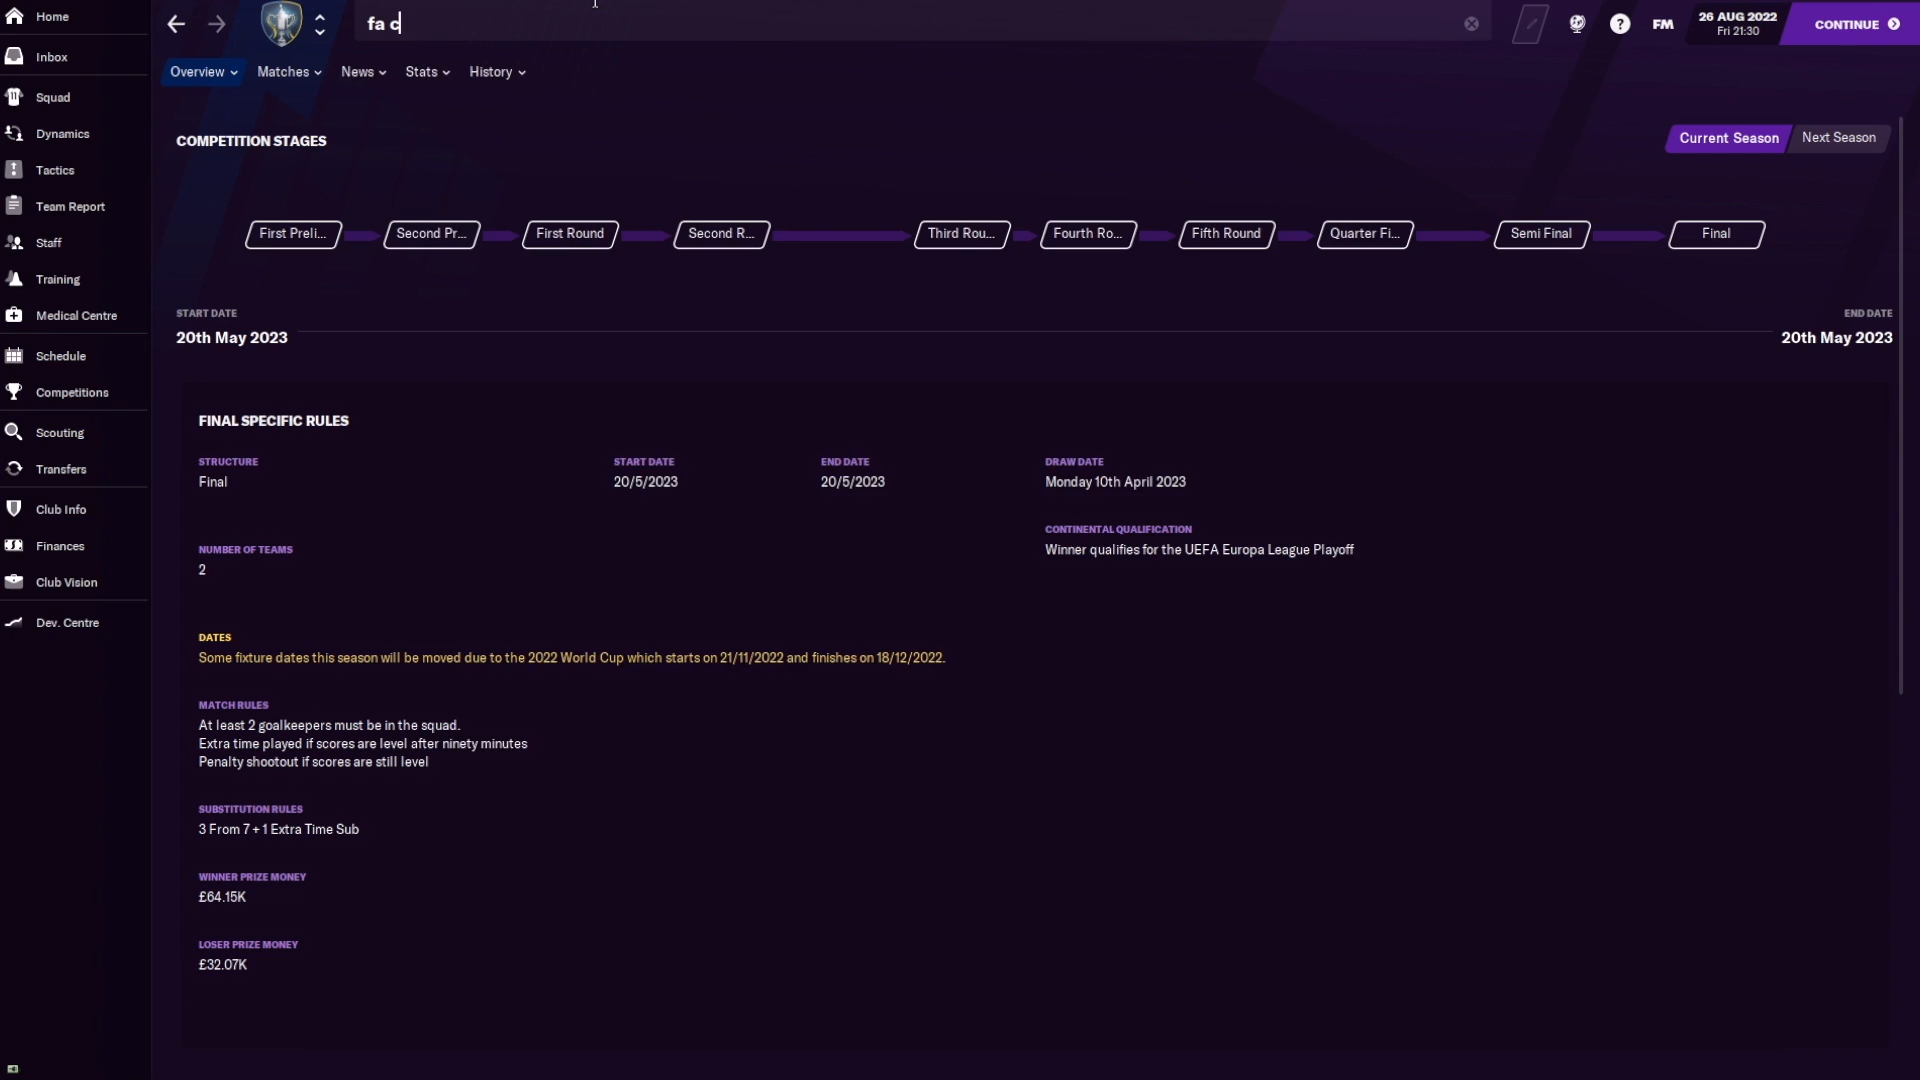 Home
fa c
26 AUG 2022
Fri 21:30
FM
CONTINUE
Inbox
Overview
Matches
News
Stats
History
Squad
Dynamics
Tactics
Team Report
Staff
Training
Medical Centre
Schedule
Competitions
Scouting
Transfers
Club Info
Finances
Club Vision
Dev. Centre
COMPETITION STAGES
Current Season
Next Season
First Preli...
Second Pr...
First Round
Second R...
Third Rou...
Fourth Ro...
Fifth Round
Quarter Fi...
Semi Final
Final
START DATE
20th May 2023
END DATE
20th May 2023
FINAL SPECIFIC RULES
STRUCTURE
Final
START DATE
20/5/2023
END DATE
20/5/2023
DRAW DATE
Monday 10th April 2023
NUMBER OF TEAMS
2
CONTINENTAL QUALIFICATION
Winner qualifies for the UEFA Europa League Playoff
DATES
Some fixture dates this season will be moved due to the 2022 World Cup which starts on 21/11/2022 and finishes on 18/12/2022.
MATCH RULES
At least 2 goalkeepers must be in the squad.
Extra time played if scores are level after ninety minutes
Penalty shootout if scores are still level
SUBSTITUTION RULES
3 From 7 + 1 Extra Time Sub
WINNER PRIZE MONEY
£64.15K
LOSER PRIZE MONEY
£32.07K